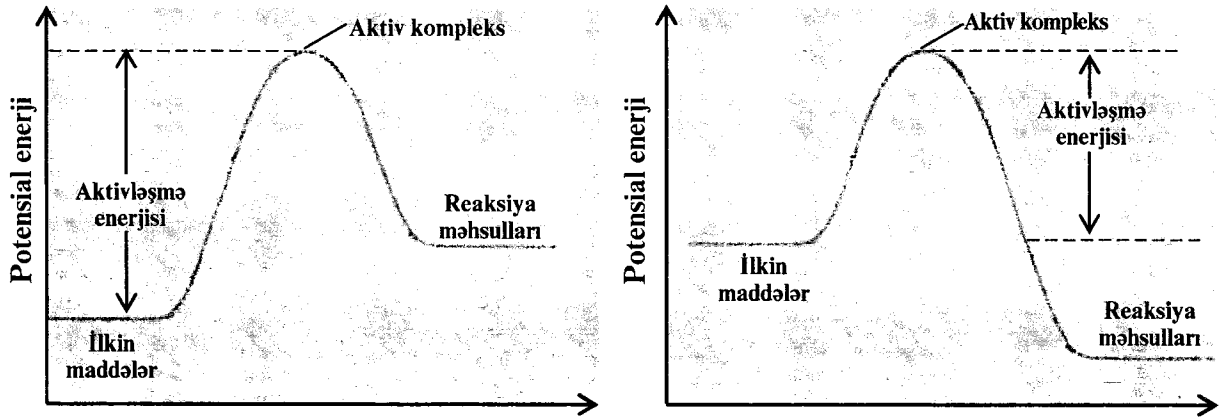 Potensial enerji
Aktiv kompleks
Aktivləşmə
enerjisi
Reaksiya
məhsulları
İlkin
maddələr
Potensial enerji
Aktiv kompleks
Aktivləşmə
enerjisi
İlkin
maddələr
Reaksiya
məhsulları